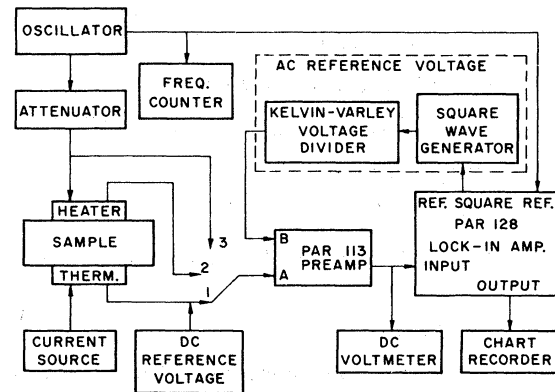 OSCILLATOR
ATTENUATOR
FREQ.
COUNTER
AC REFERENCE VOLTAGE
KELVIN-VARLEY
VOLTAGE
DIVIDER
SQUARE
WAVE
GENERATOR
HEATER
SAMPLE
THERM.
3
2
1
B
A
PAR 113
PREAMP
REF. SQUARE REF.
PAR 128
LOCK-IN AMP.
INPUT
OUTPUT
CURRENT
SOURCE
DC
REFERENCE
VOLTAGE
DC
VOLTMETER
CHART
RECORDER